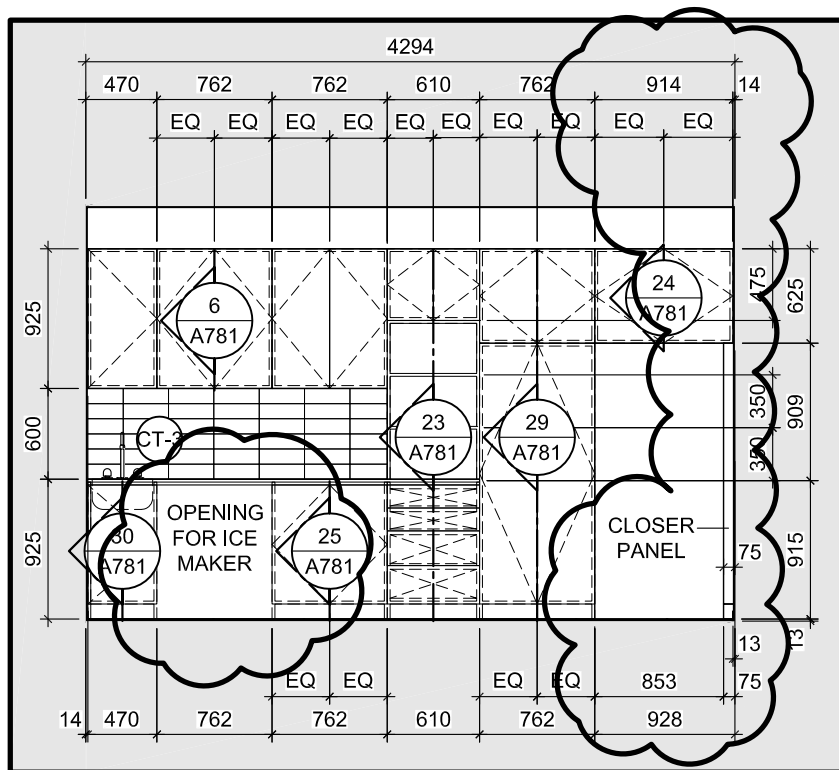 4294
470 762 762 610 762 914 14
EQ EQ EQ EQ EQ EQ EQ EQ EQ EQ
925
600
925
475
625
350
350
909
915
75
13
6
A781
24
A781
23
A781
29
A781
CT-3
30
A781
OPENING
FOR ICE
MAKER
25
A781
CLOSER
PANEL
13
EQ EQ EQ EQ 853 75
14 470 762 762 610 762 928